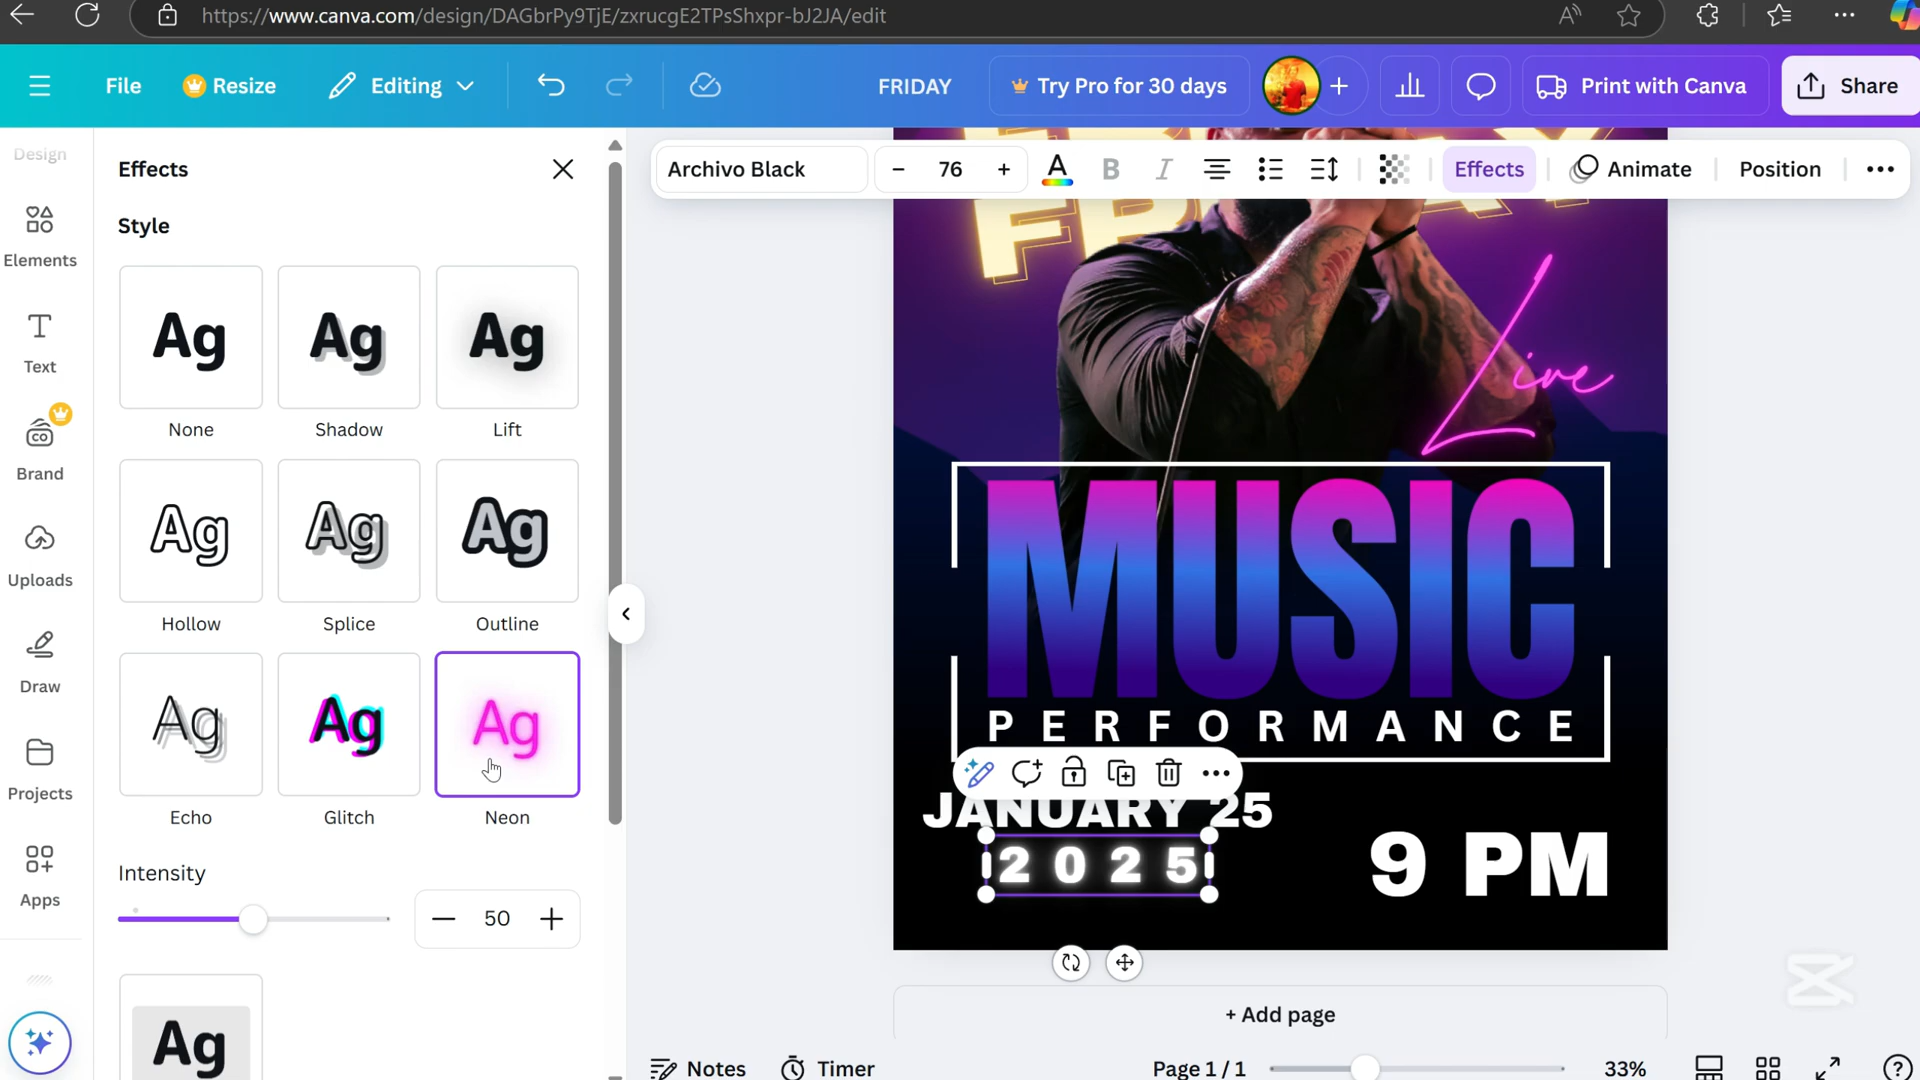 https://www.canva.com/design/DAGbrPy9TjE/zxrucgE2TPsShxpr-bJ2JA/edit
File
Resize
Editing
FRIDAY
Try Pro for 30 days
Print with Canva
Share
Design
Elements
Text
Brand
Uploads
Draw
Projects
Apps
Effects
Style
Ag
Ag
Ag
None
Shadow
Lift
Ag
Ag
Ag
Hollow
Splice
Outline
Ag
Ag
Ag
Echo
Glitch
Neon
Intensity
50
Ag
Archivo Black
– 76 +
A
B
I
Effects
Animate
Position
FRIDAY
Live
MUSIC
PERFORMANCE
JANUARY 25
2025
9 PM
+ Add page
Notes
Timer
Page 1 / 1
33%